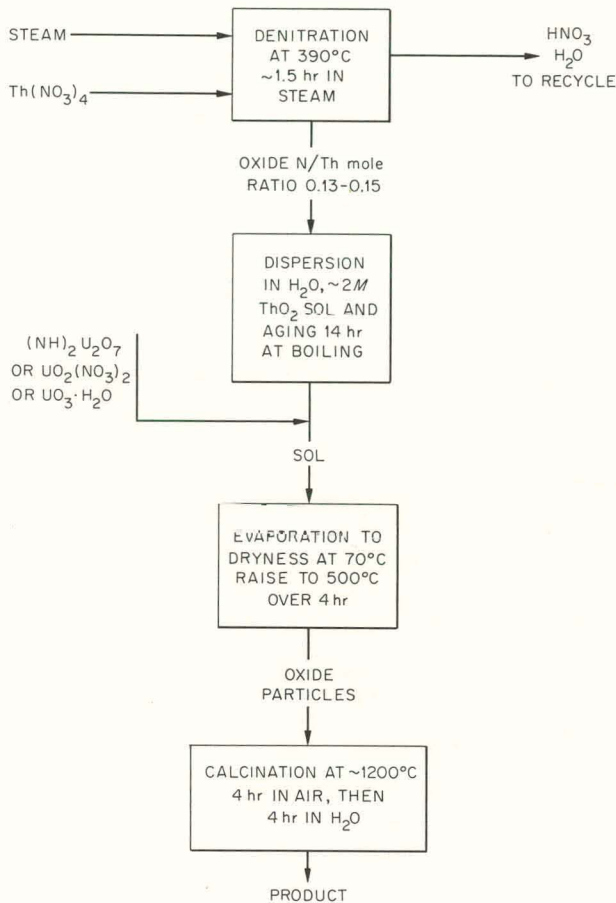 STEAM
Th(NO3)4
DENITRATION
AT 390°C
~1.5 hr IN
STEAM
HNO3
H2O
TO RECYCLE
OXIDE N/Th mole
RATIO 0.13-0.15
DISPERSION
IN H2O, ~2M
ThO2 SOL AND
AGING 14 hr
AT BOILING
(NH)2 U2O7
OR UO2(NO3)2
OR UO3·H2O
SOL
EVAPORATION TO
DRYNESS AT 70°C
RAISE TO 500°C
OVER 4 hr
OXIDE
PARTICLES
CALCINATION AT ~1200°C
4 hr IN AIR, THEN
4 hr IN H2O
PRODUCT